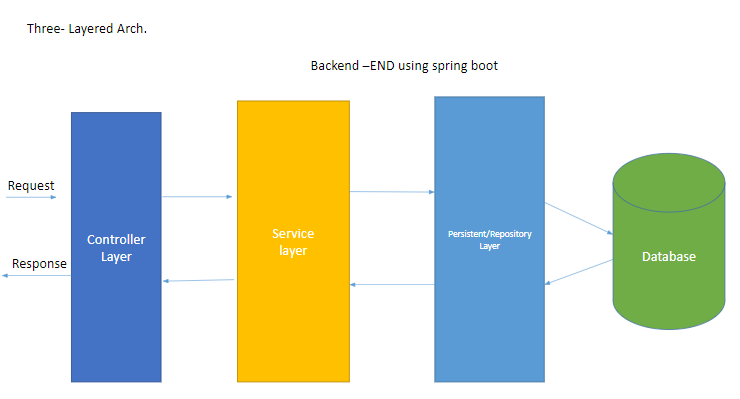 Three- Layered Arch.
Backend –END using spring boot
Request
Response
Controller
Layer
Service
layer
Persistent/Repository
Layer
Database